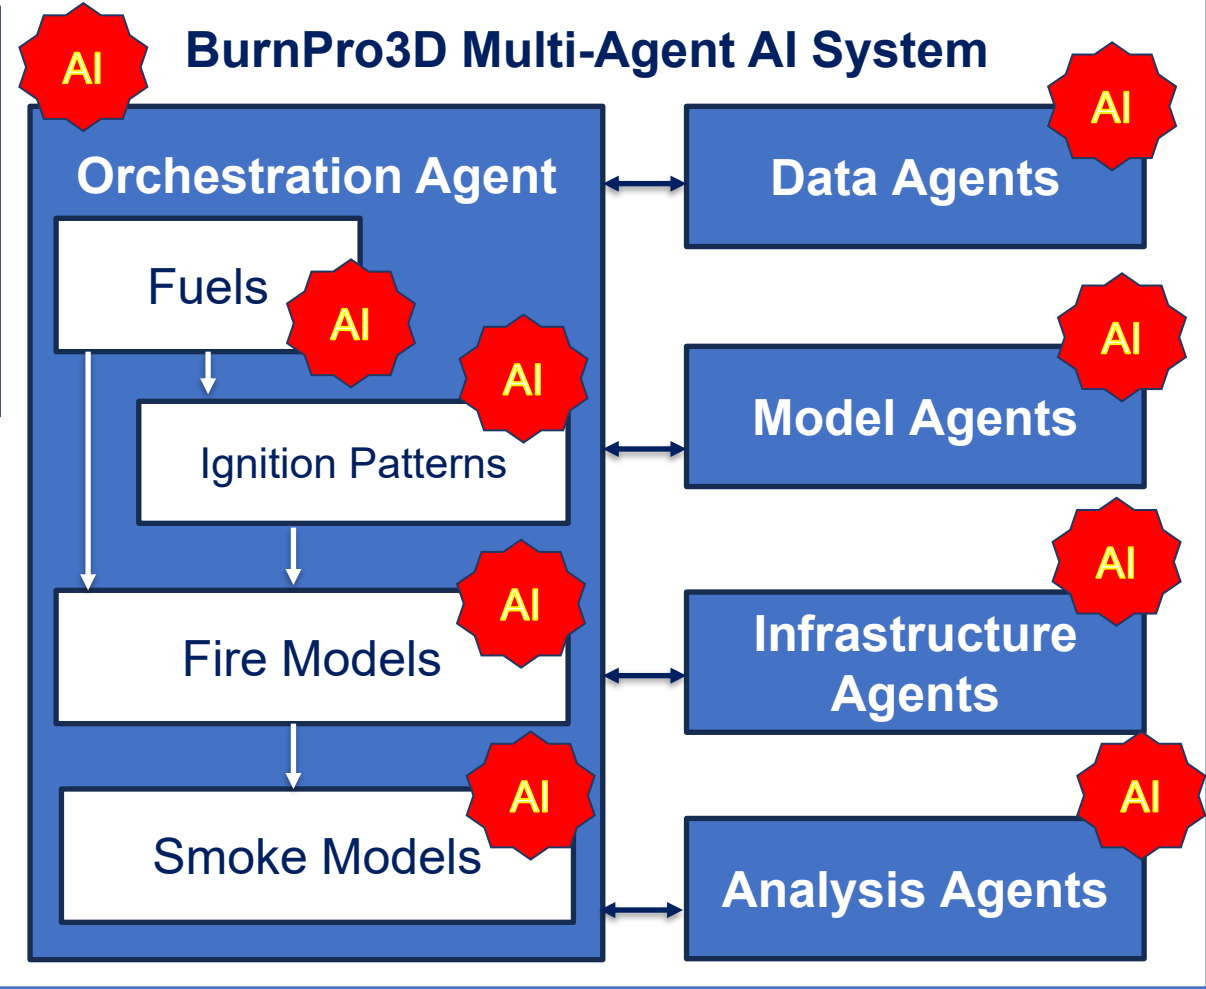 AI
BurnPro3D Multi-Agent AI System
AI
Orchestration Agent
Data Agents
Fuels
AI
AI
AI
Ignition Patterns
Model Agents
AI
AI
Fire Models
Infrastructure
Agents
AI
AI
Smoke Models
Analysis Agents